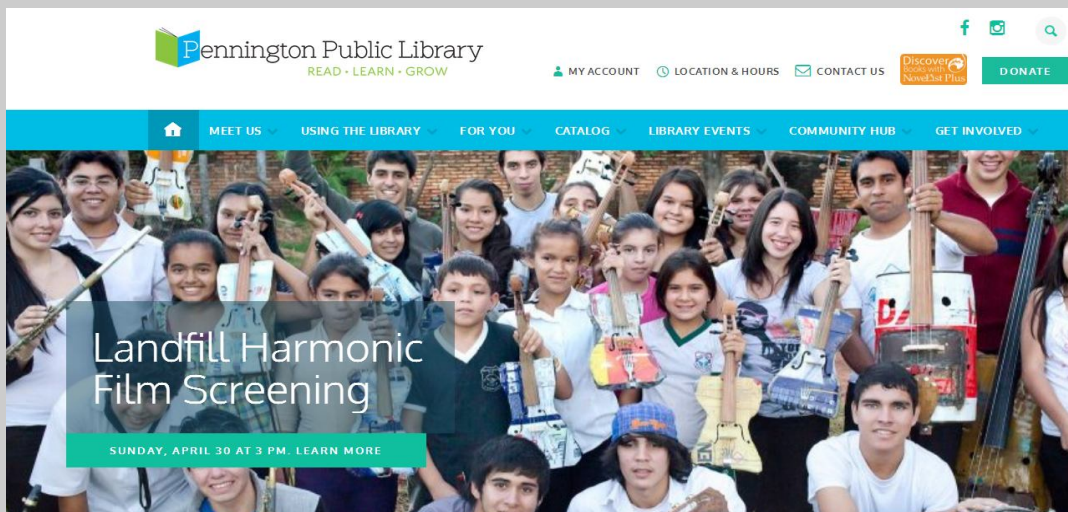 Pennington Public Library
READ • LEARN • GROW
MY ACCOUNT
LOCATION & HOURS
CONTACT US
Discover
Books with
NoveList Plus
DONATE
MEET US
USING THE LIBRARY
FOR YOU
CATALOG
LIBRARY EVENTS
COMMUNITY HUB
GET INVOLVED
Landfill Harmonic
Film Screening
SUNDAY, APRIL 30 AT 3 PM. LEARN MORE